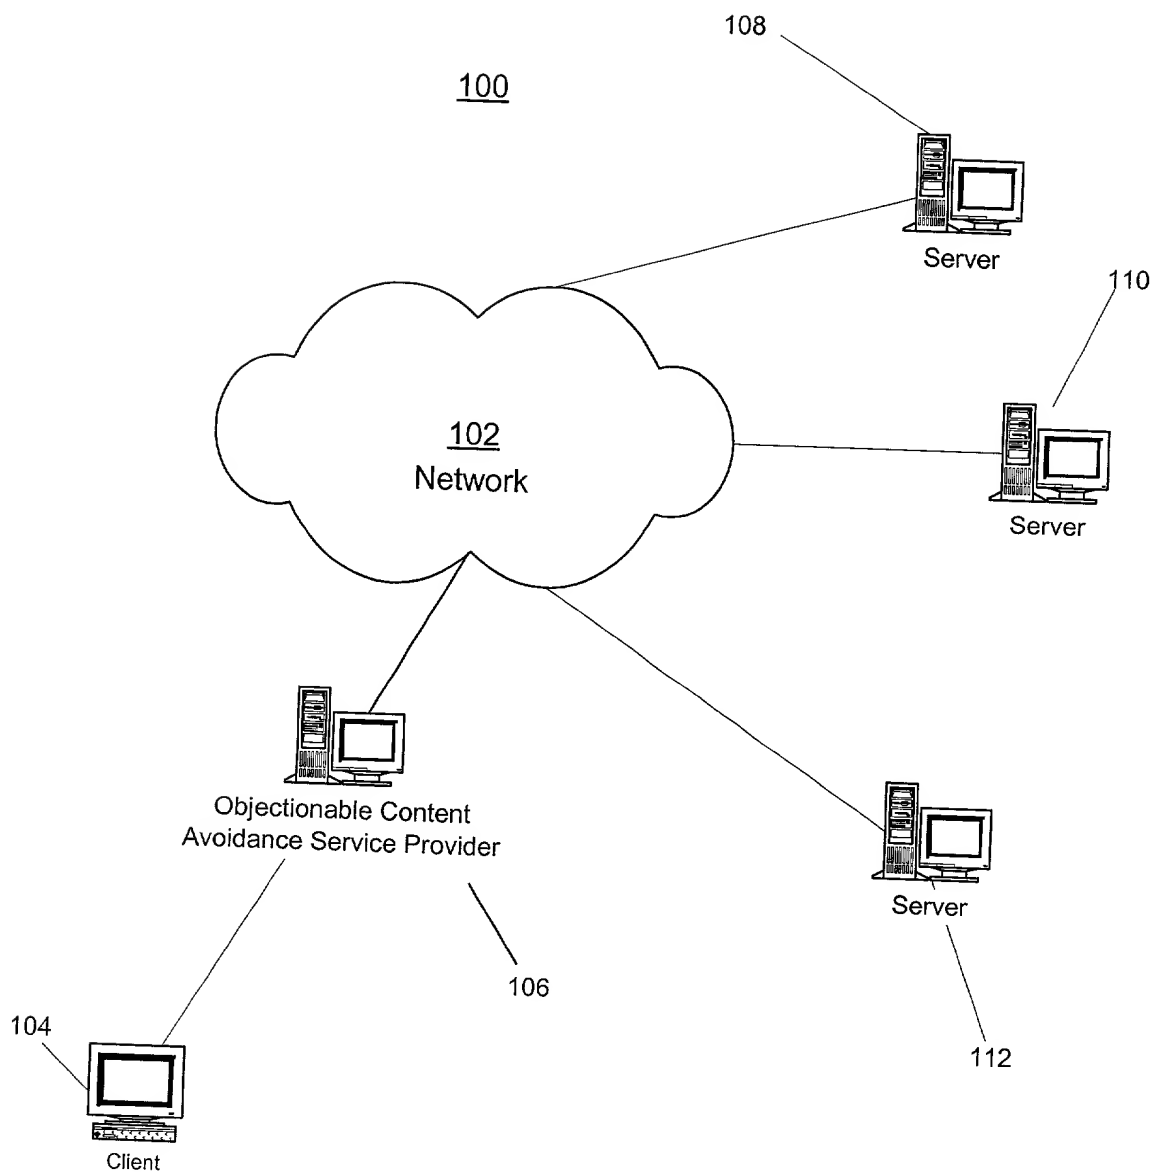 108
100
Server
110
102
Network
Server
Objectionable Content
Avoidance Service Provider
Server
106
104
112
Client